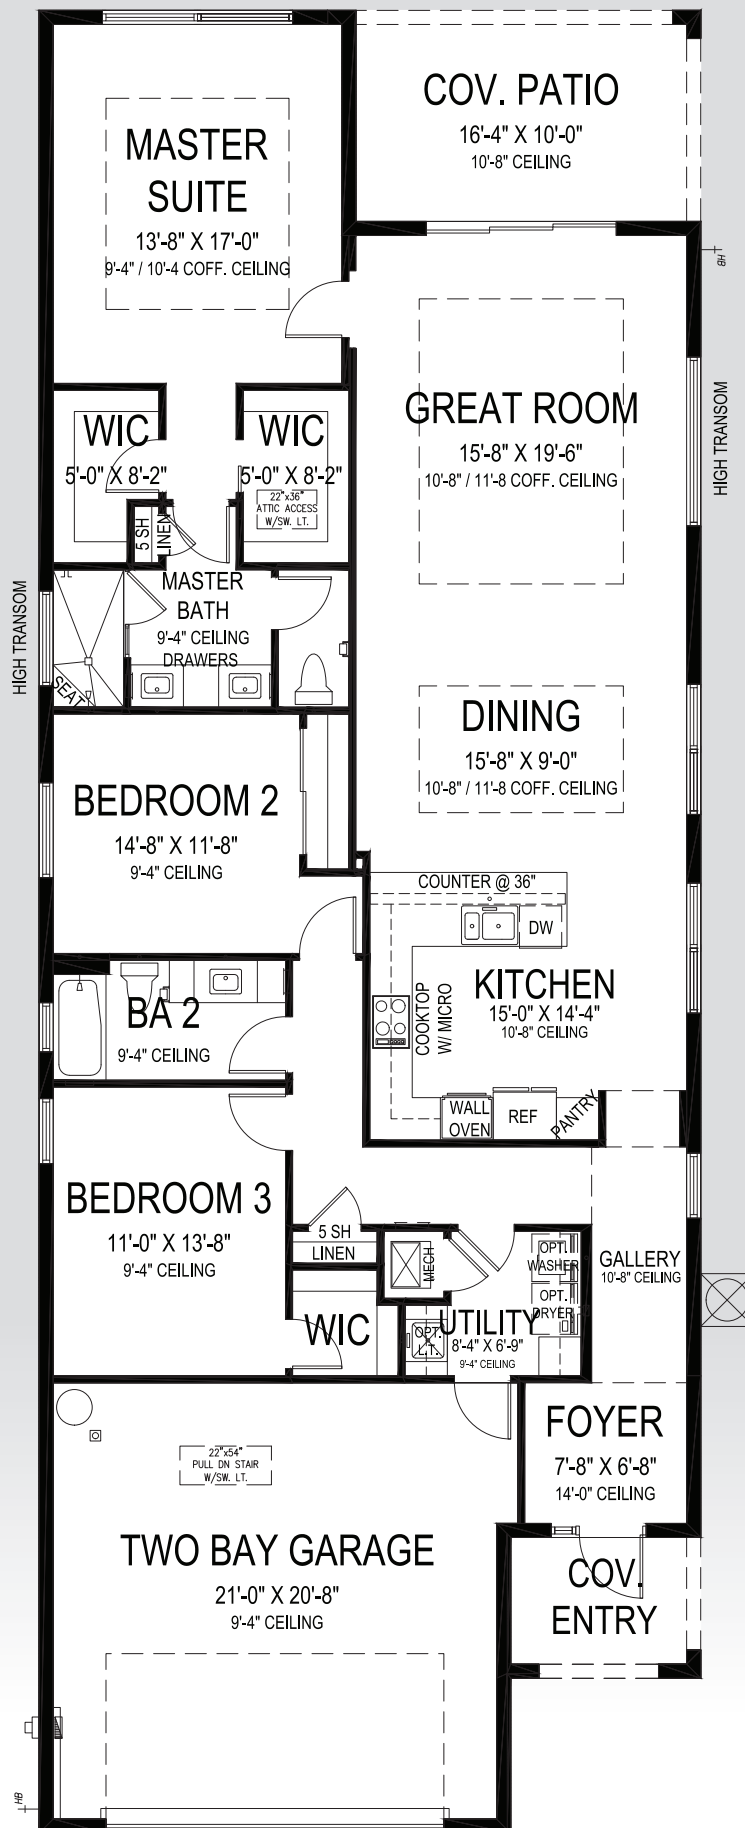 COV. PATIO
16'-4" X 10'-0"
10'-8" CEILING
MASTER
SUITE
13'-8" X 17'-0"
9'-4" / 10'-4 COFF. CEILING
HB
GREAT ROOM
15'-8" X 19'-6"
10'-8" / 11'-8 COFF. CEILING
HIGH TRANSOM
WIC
5'-0" X 8'-2"
WIC
5'-0" X 8'-2"
22"x36"
ATTIC ACCESS
W/SW. LT.
5 SH
LINEN
MASTER
BATH
9'-4" CEILING
DRAWERS
HIGH TRANSOM
SEAT
DINING
15'-8" X 9'-0"
10'-8" / 11'-8 COFF. CEILING
BEDROOM 2
14'-8" X 11'-8"
9'-4" CEILING
COUNTER @ 36"
DW
KITCHEN
15'-0" X 14'-4"
10'-8" CEILING
COOKTOP
W/ MICRO
WALL
OVEN
REF
PANTRY
BA 2
9'-4" CEILING
BEDROOM 3
11'-0" X 13'-8"
9'-4" CEILING
5 SH
LINEN
MECH
OPT.
WASHER
OPT.
DRYER
GALLERY
10'-8" CEILING
WIC
OPT.
L.T.
UTILITY
8'-4" X 6'-9"
9'-4" CEILING
FOYER
7'-8" X 6'-8"
14'-0" CEILING
22"x54"
PULL DN STAIR
W/SW. LT.
TWO BAY GARAGE
21'-0" X 20'-8"
9'-4" CEILING
COV.
ENTRY
HB